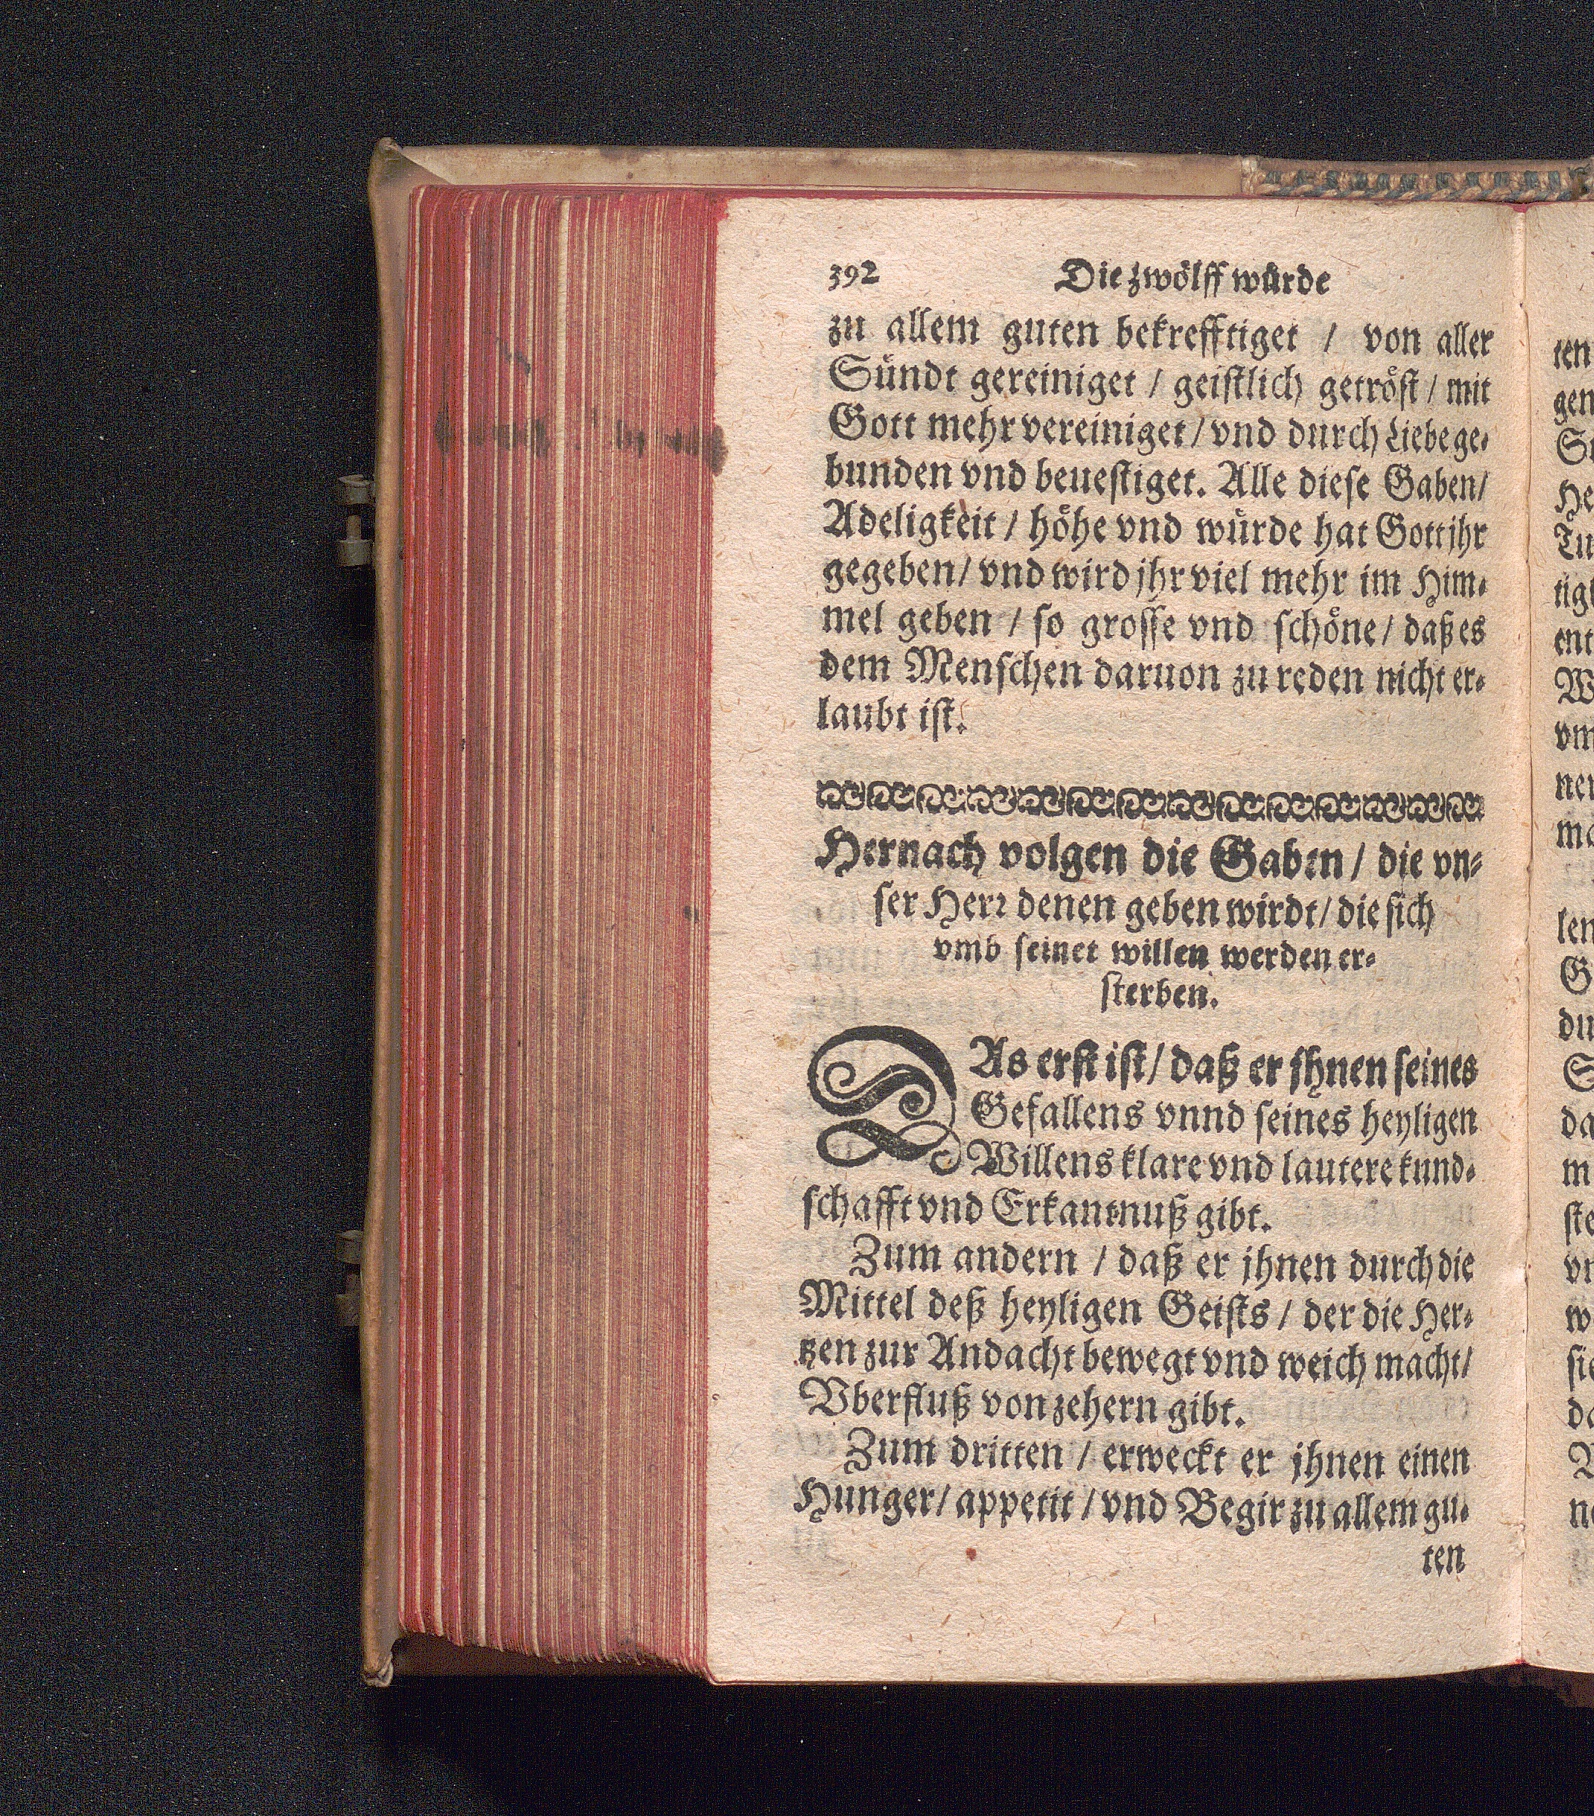 392 Die zwölff würde
zu allem guten bekrefftiget / von aller
Sündt gereiniget / geistlich getröst / mit
Gott mehr vereiniget / vnd durch Liebe ge-
bunden vnd beuestiget. Alle diese Gaben /
Adeligkeit / höhe vnd würde hat Gott jhr
gegeben / vnd wird jhr viel mehr im Him-
mel geben / so grosse vnd schöne / daß es
dem Menschen daruon zu reden nicht er-
laubt ist.
Hernach volgen die Gaben / die vn-
ser Herr denen geben wirdt / die sich
vmb seinet willen werden er-
sterben.
DAs erst ist / daß er jhnen seines
Gefallens vnnd seines heyligen
Willens klare vnd lautere kund-
schafft vnd Erkantnuß gibt.
Zum andern / daß er jhnen durch die
Mittel deß heyligen Geists / der die Her-
tzen zur Andacht bewegt vnd weich macht /
Vberfluß von zehern gibt.
Zum dritten / erweckt er jhnen einen
Hunger / appetit / vnd Begir zu allem gu-
ten